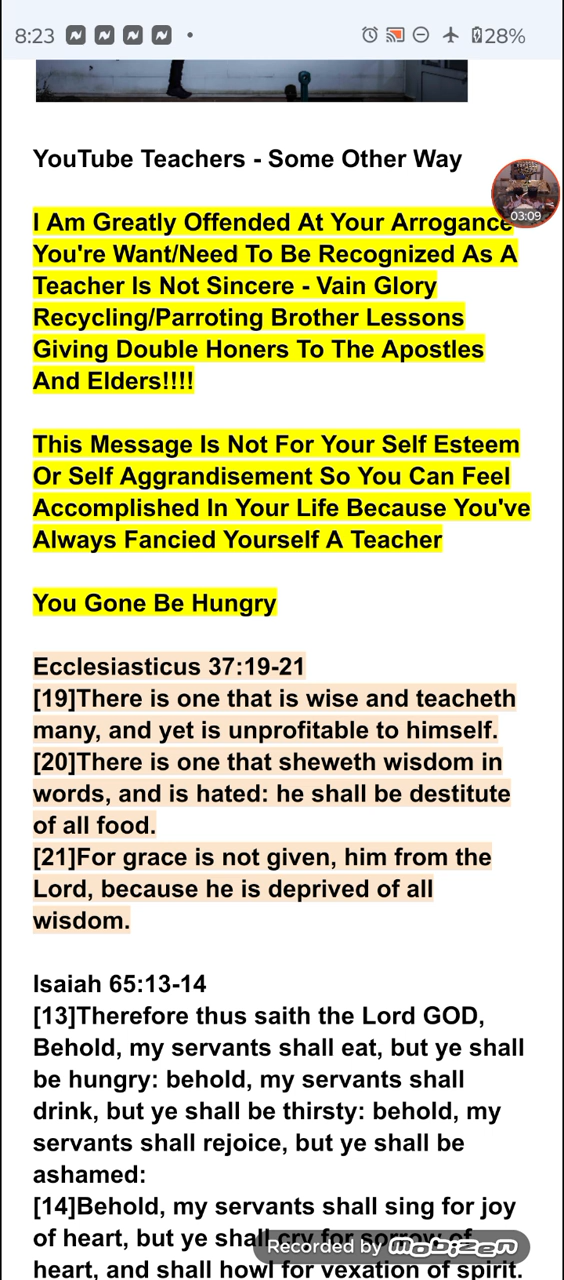 8:23
28%
YouTube Teachers - Some Other Way
03:09
I Am Greatly Offended At Your Arrogance
You're Want/Need To Be Recognized As A
Teacher Is Not Sincere - Vain Glory
Recycling/Parroting Brother Lessons
Giving Double Honers To The Apostles
And Elders!!!!
This Message Is Not For Your Self Esteem
Or Self Aggrandisement So You Can Feel
Accomplished In Your Life Because You've
Always Fancied Yourself A Teacher
You Gone Be Hungry
Ecclesiasticus 37:19-21
[19]There is one that is wise and teacheth
many, and yet is unprofitable to himself.
[20]There is one that sheweth wisdom in
words, and is hated: he shall be destitute
of all food.
[21]For grace is not given, him from the
Lord, because he is deprived of all
wisdom.
Isaiah 65:13-14
[13]Therefore thus saith the Lord GOD,
Behold, my servants shall eat, but ye shall
be hungry: behold, my servants shall
drink, but ye shall be thirsty: behold, my
servants shall rejoice, but ye shall be
ashamed:
[14]Behold, my servants shall sing for joy
of heart, but ye shall cry for sorrow of
Recorded by mobizen
heart, and shall howl for vexation of spirit.